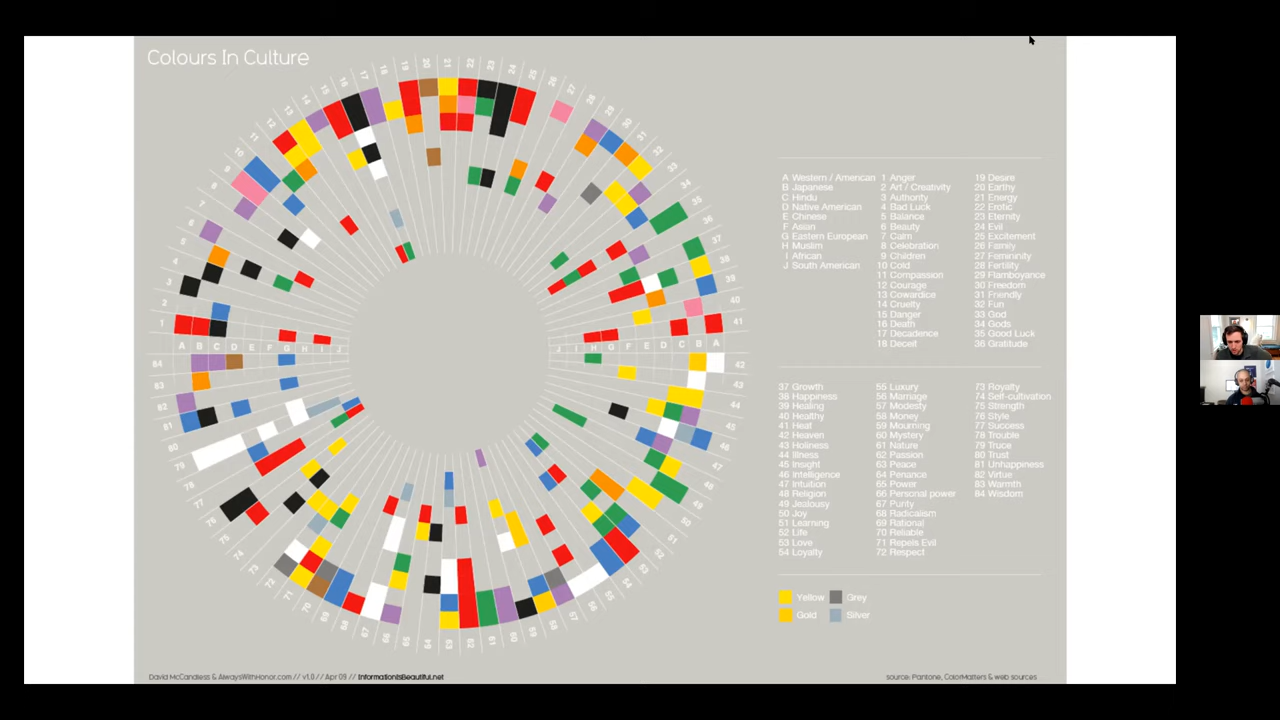 Colours In Culture
A Western / American
B Japanese
C Hindu
D Native American
E Chinese
F Asian
G Eastern European
H Muslim
I African
J South American
1 Anger
2 Art / Creativity
3 Authority
4 Bad Luck
5 Balance
6 Beauty
7 Calm
8 Celebration
9 Children
10 Cold
11 Compassion
12 Courage
13 Cowardice
14 Cruelty
15 Danger
16 Death
17 Decadence
18 Deceit
19 Desire
20 Earthy
21 Energy
22 Erotic
23 Eternity
24 Evil
25 Excitement
26 Family
27 Femininity
28 Fertility
29 Flamboyance
30 Freedom
31 Friendly
32 Fun
33 God
34 Gods
35 Good Luck
36 Gratitude
37 Growth
38 Happiness
39 Healing
40 Healthy
41 Heat
42 Heaven
43 Holiness
44 Illness
45 Insight
46 Intelligence
47 Intuition
48 Religion
49 Jealousy
50 Joy
51 Learning
52 Life
53 Love
54 Loyalty
55 Luxury
56 Marriage
57 Modesty
58 Money
59 Mourning
60 Mystery
61 Nature
62 Passion
63 Peace
64 Penance
65 Power
66 Personal power
67 Purity
68 Radicalism
69 Rational
70 Reliable
71 Repels Evil
72 Respect
73 Royalty
74 Self-cultivation
75 Strength
76 Style
77 Success
78 Trouble
79 Truce
80 Trust
81 Unhappiness
82 Virtue
83 Warmth
84 Wisdom
Yellow
Gold
Grey
Silver
A B C D E F G H I J
J I H G F E D C B A
David McCandless & AlwaysWithHonor.com // v1.0 // Apr 09 // InformationIsBeautiful.net
source: Pantone, ColorMatters & web sources